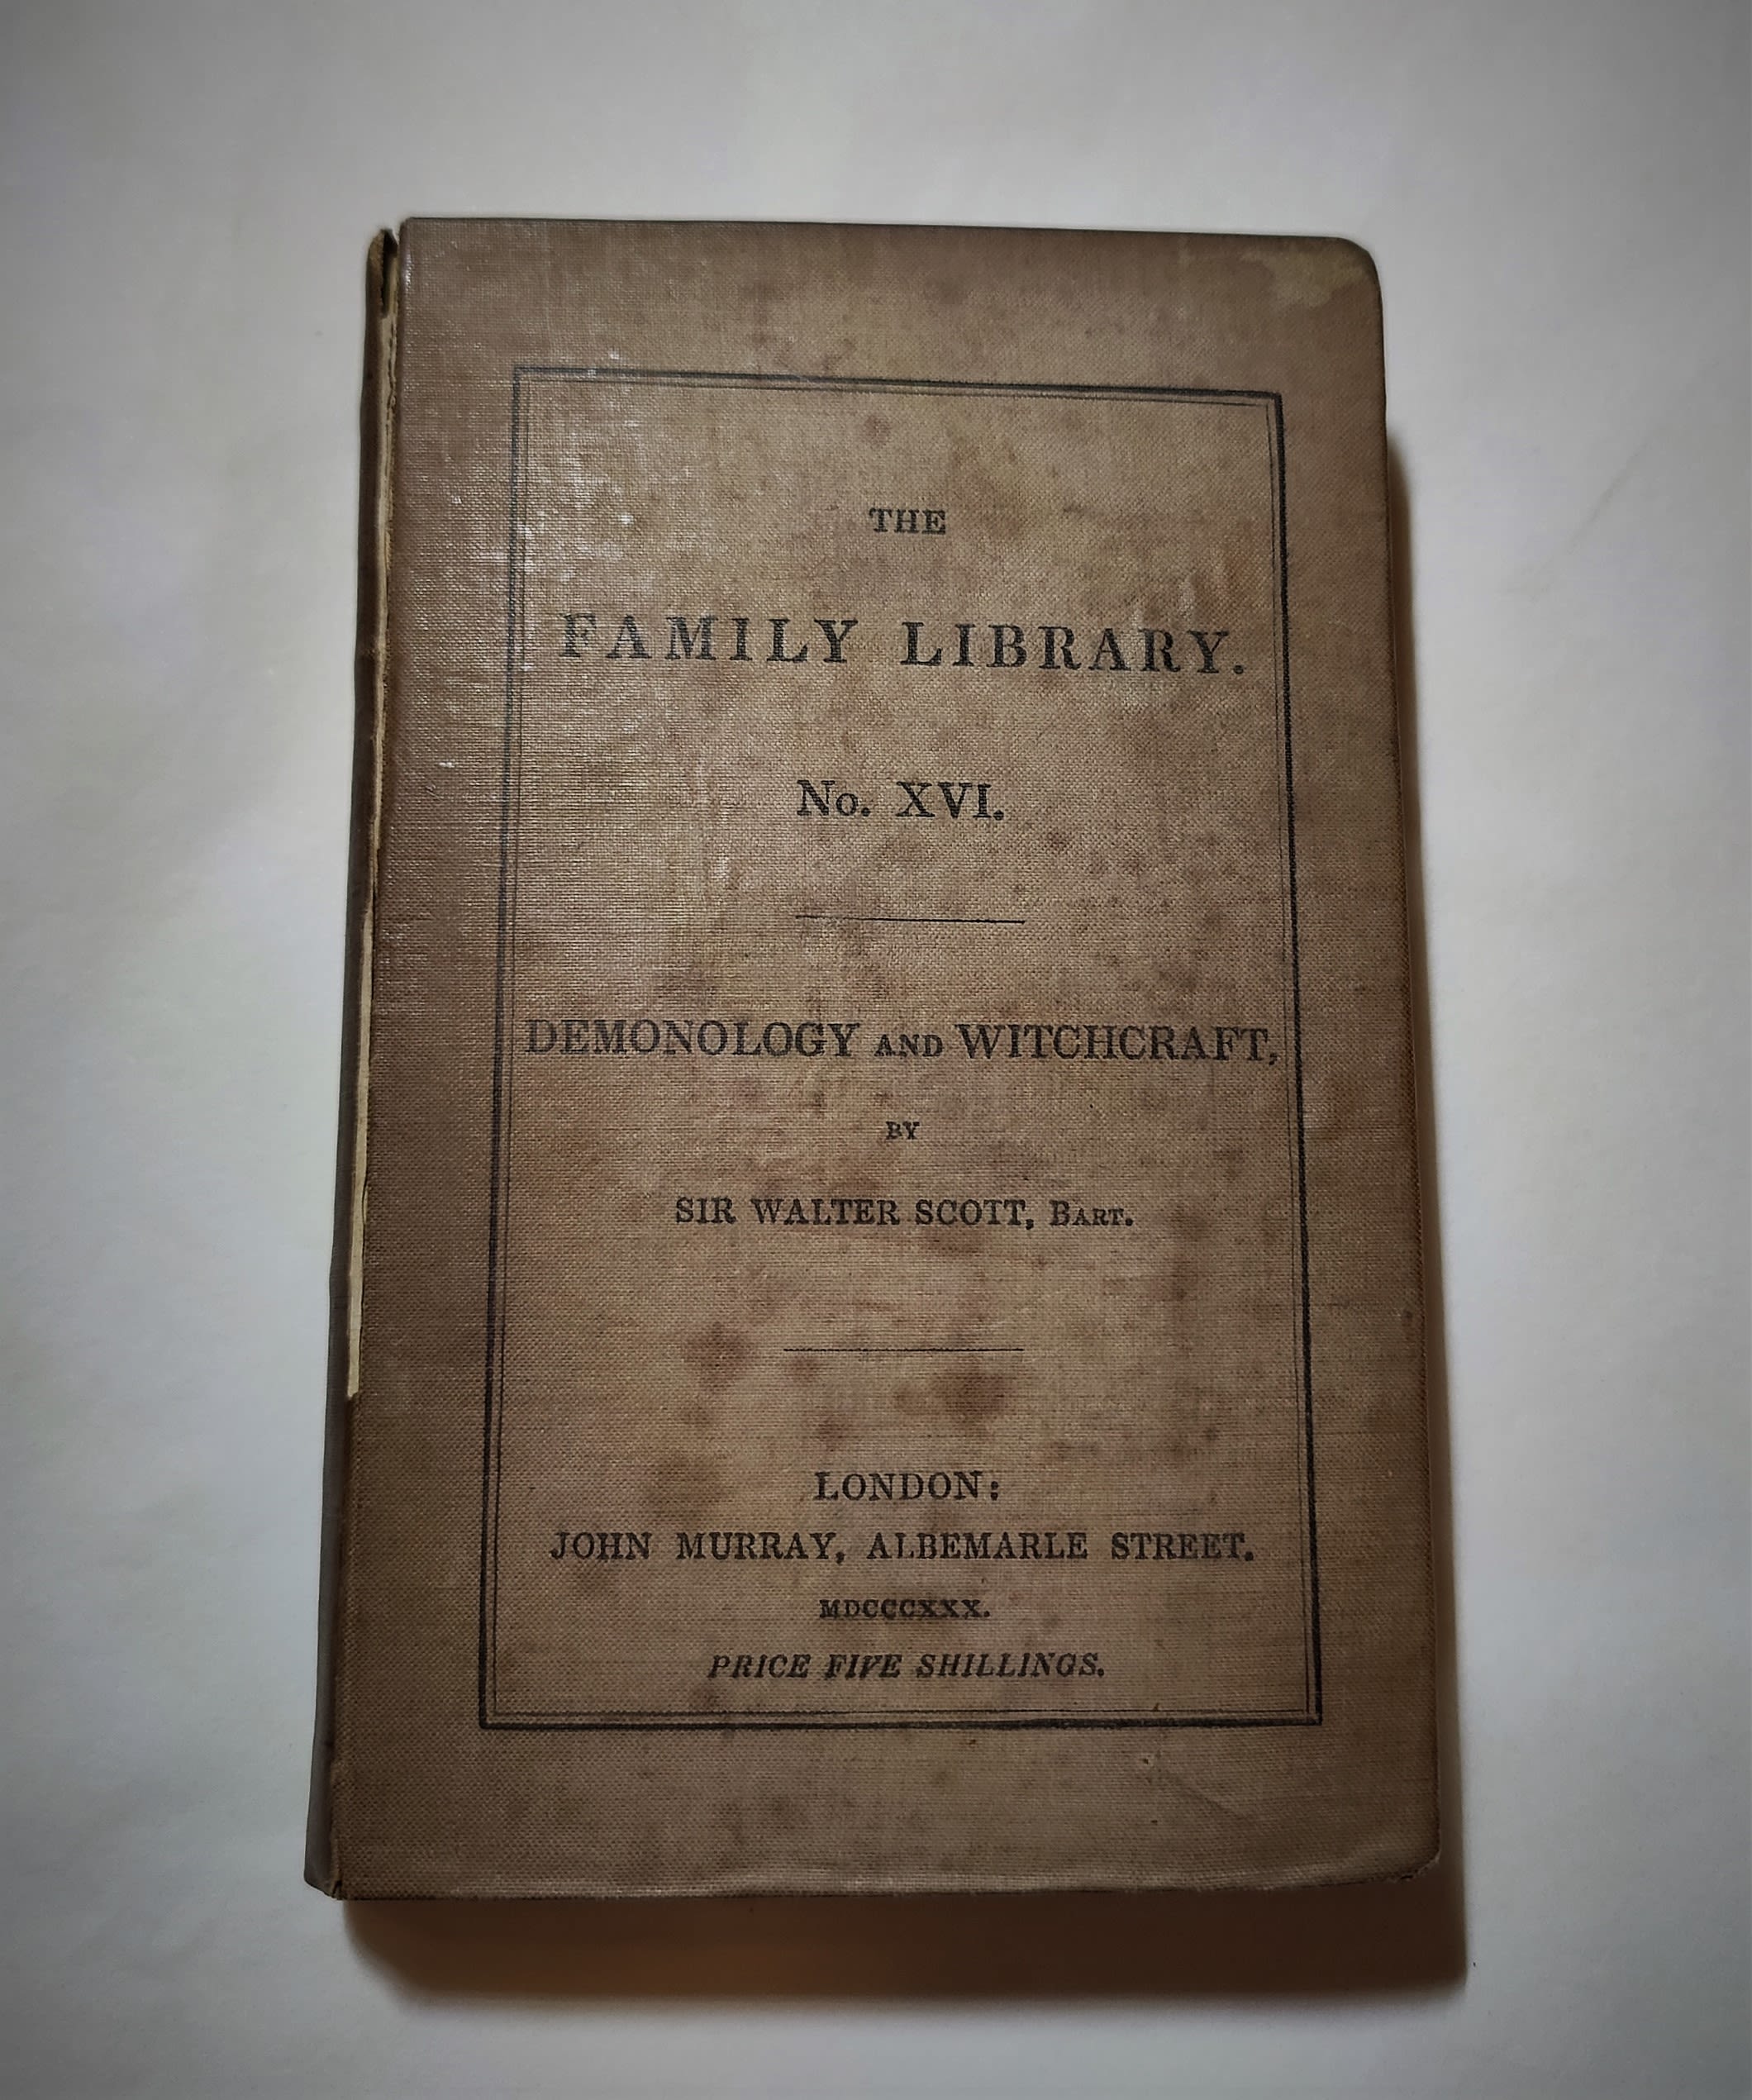 THE
FAMILY LIBRARY.
No. XVI.
DEMONOLOGY AND WITCHCRAFT,
BY
SIR WALTER SCOTT, BART.
LONDON:
JOHN MURRAY, ALBEMARLE STREET.
MDCCCXXX.
PRICE FIVE SHILLINGS.